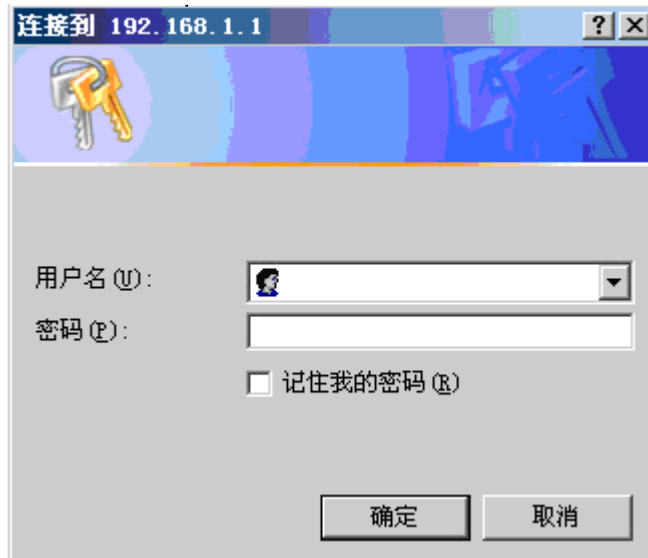 连接到 192.168.1.1
用户名(U):
密码(P):
记住我的密码(R)
确定
取消